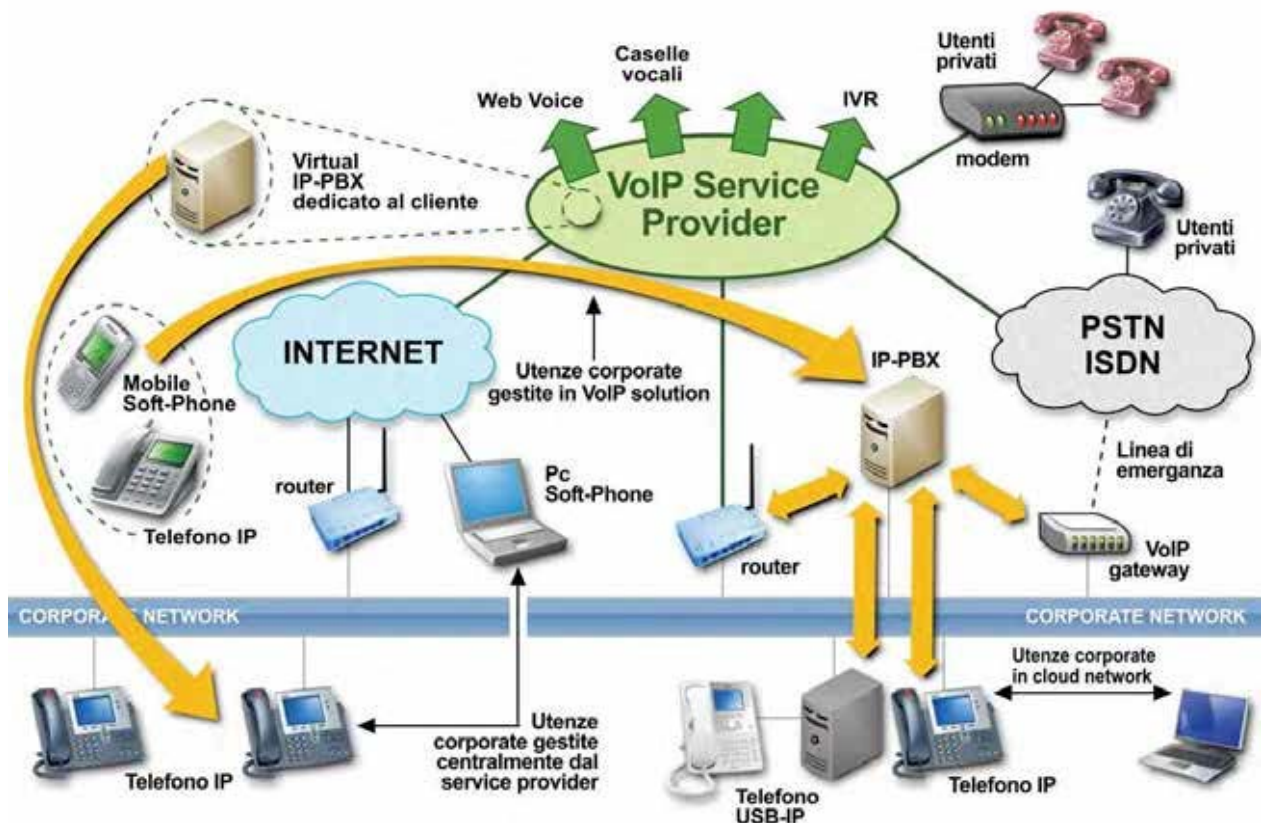 Caselle
vocali
Web Voice
IVR
Utenti
privati
modem
Virtual
IP-PBX
dedicato al cliente
VoIP Service
Provider
Utenti
privati
INTERNET
PSTN
ISDN
Mobile
Soft-Phone
Utenze corporate
gestite in VoIP solution
IP-PBX
Linea di
emerganza
router
Pc
Soft-Phone
Telefono IP
router
VoIP
gateway
CORPORATE NETWORK
CORPORATE NETWORK
Utenze corporate
in cloud network
Utenze
corporate gestite
centralmente dal
service provider
Telefono IP
Telefono
USB-IP
Telefono IP